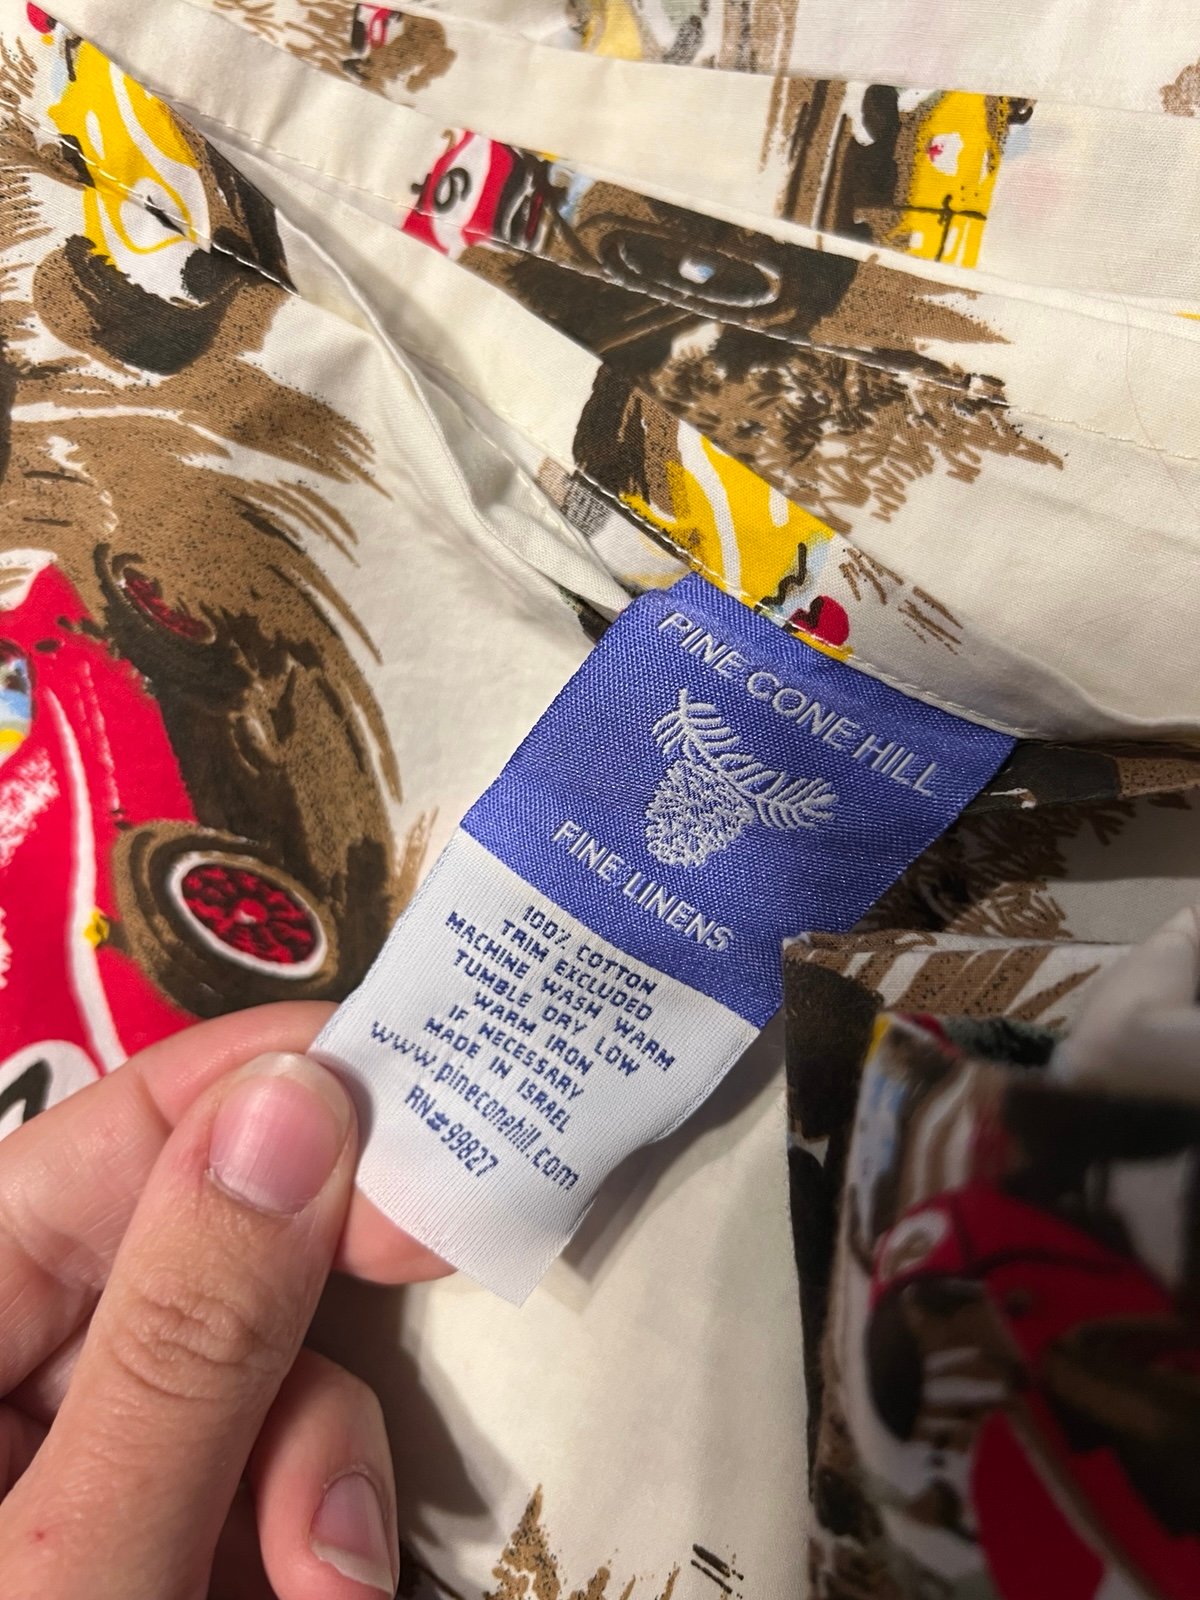 6
PINE CONE HILL
FINE LINENS
100% COTTON
TRIM EXCLUDED
MACHINE WASH WARM
TUMBLE DRY LOW
WARM IRON
IF NECESSARY
MADE IN ISRAEL
www.pineconehill.com
RN#99827